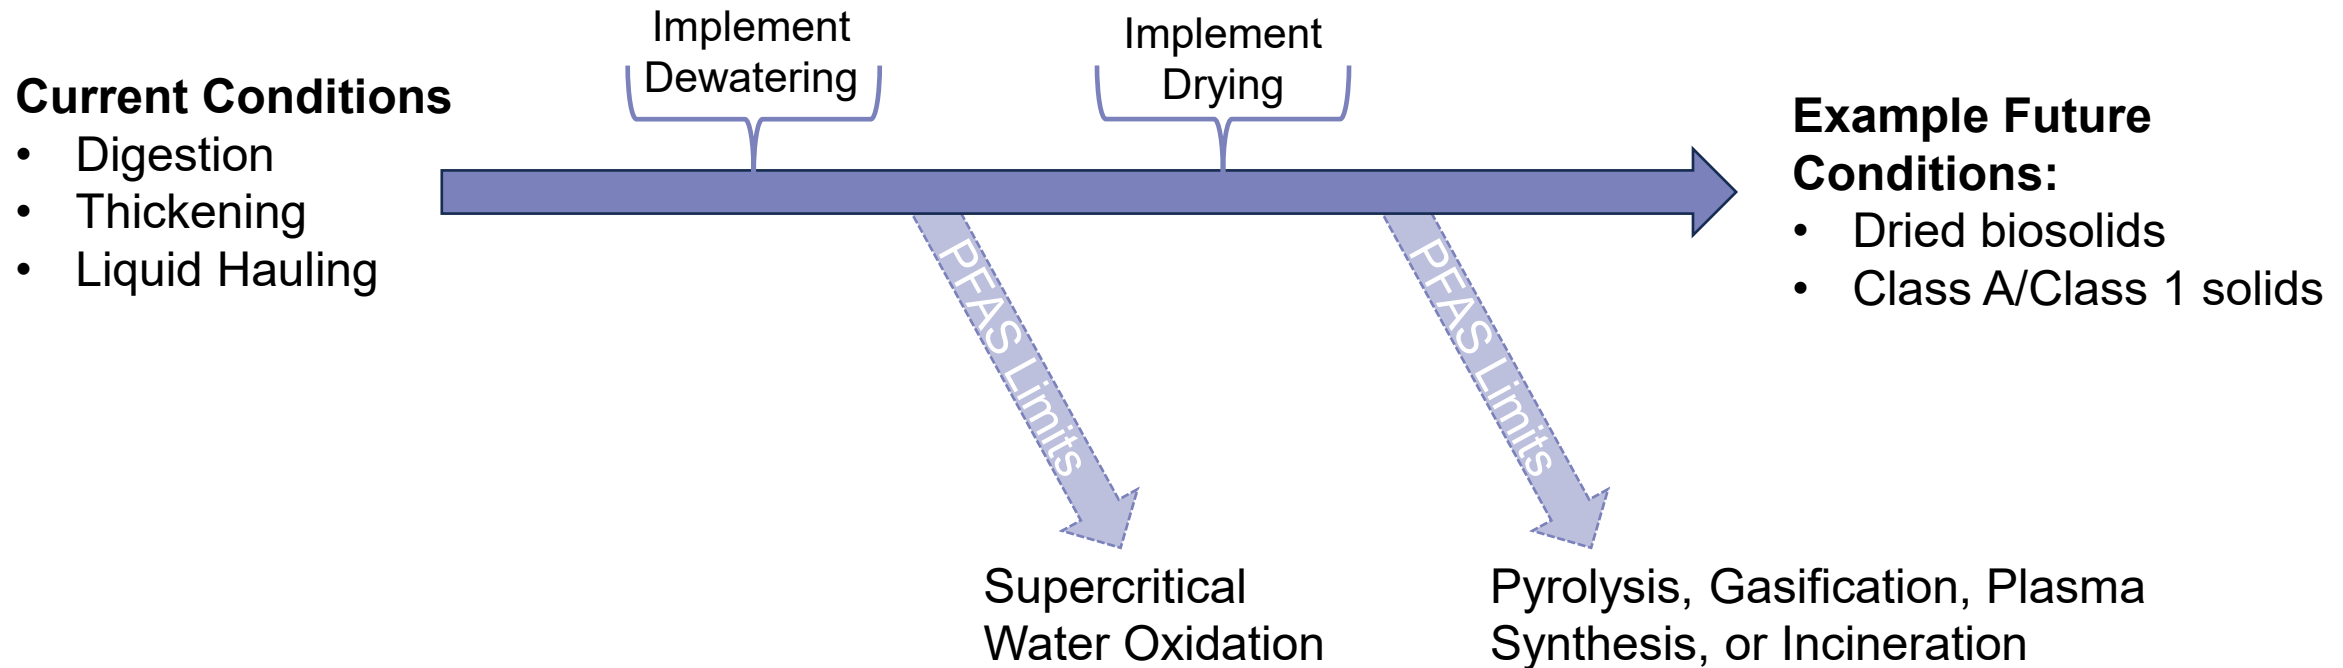 Current Conditions
• Digestion
• Thickening
• Liquid Hauling
Implement
Dewatering
Implement
Drying
Example Future
Conditions:
• Dried biosolids
• Class A/Class 1 solids
PFAS Limits
PFAS Limits
Supercritical
Water Oxidation
Pyrolysis, Gasification, Plasma
Synthesis, or Incineration